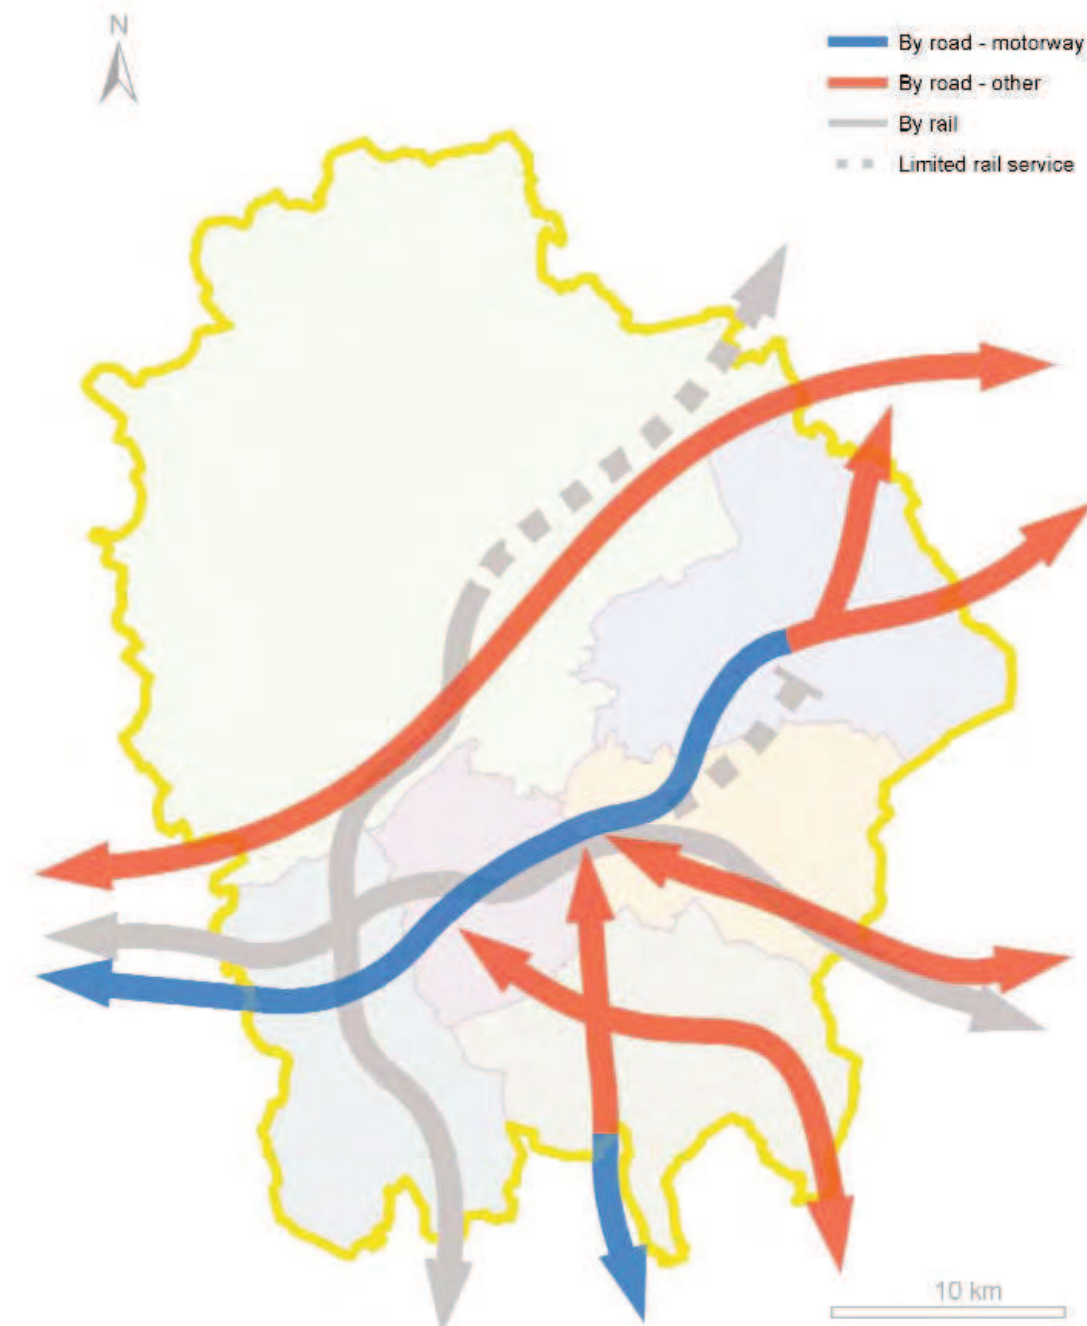 N
By road - motorway
By road - other
By rail
Limited rail service
10 km